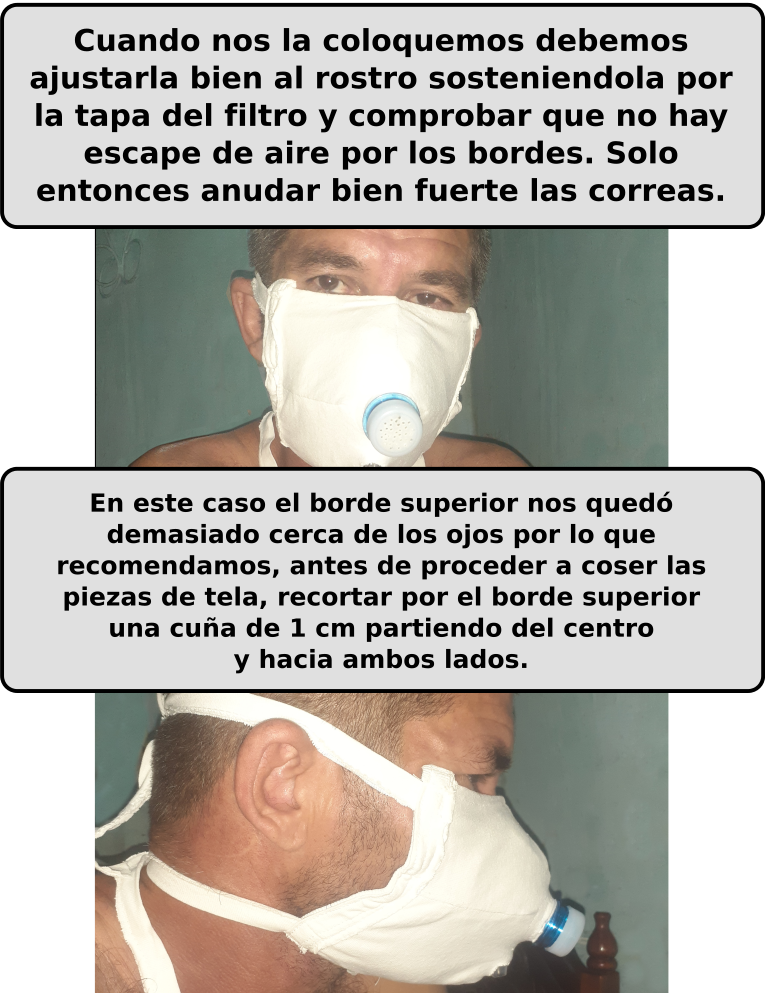 Cuando nos la coloquemos debemos
ajustarla bien al rostro sosteniendola por
la tapa del filtro y comprobar que no hay
escape de aire por los bordes. Solo
entonces anudar bien fuerte las correas.
En este caso el borde superior nos quedó
demasiado cerca de los ojos por lo que
recomendamos, antes de proceder a coser las
piezas de tela, recortar por el borde superior
una cuña de 1 cm partiendo del centro
y hacia ambos lados.